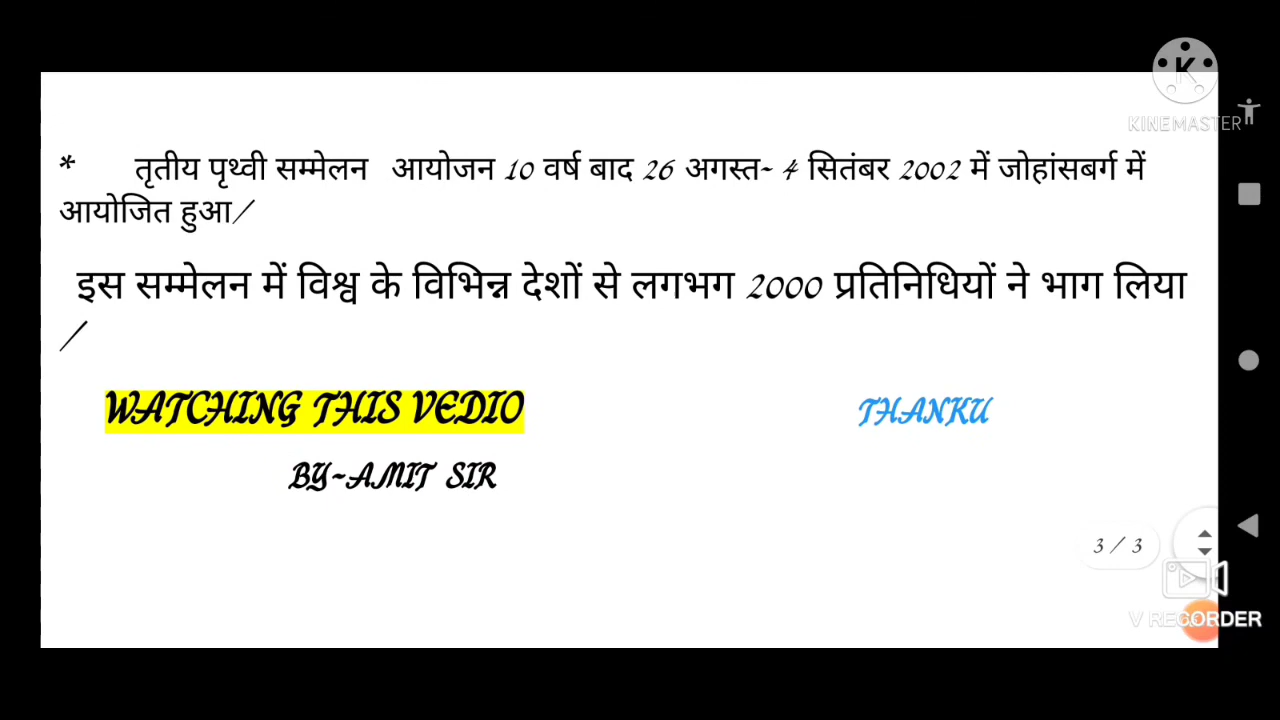 KINEMASTER
* तृतीय पृथ्वी सम्मेलन आयोजन 10 वर्ष बाद 26 अगस्त- 4 सितंबर 2002 में जोहांसबर्ग में
आयोजित हुआ/
इस सम्मेलन में विश्व के विभिन्न देशों से लगभग 2000 प्रतिनिधियों ने भाग लिया
/
WATCHING THIS VEDIO THANKU
BY-AMIT SIR
3 / 3
V RECORDER